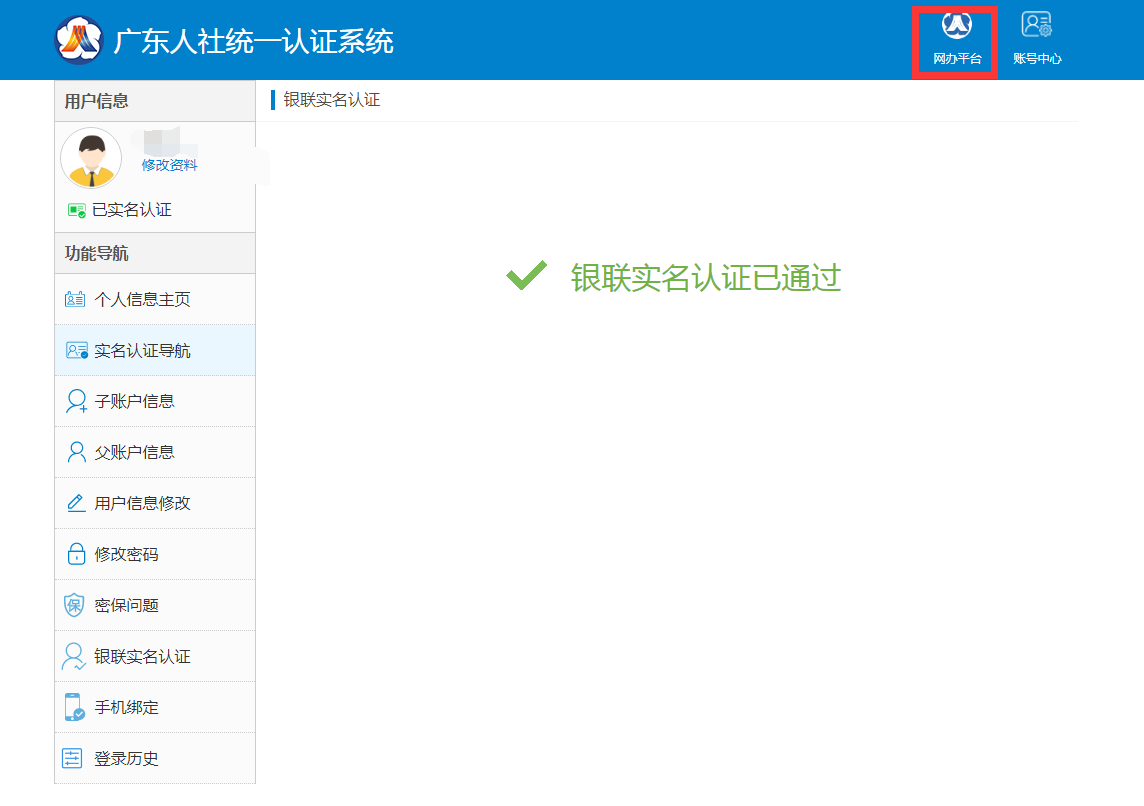 广东人社统一认证系统
网办平台
账号中心
用户信息
修改资料
已实名认证
功能导航
个人信息主页
实名认证导航
子账户信息
父账户信息
用户信息修改
修改密码
保
密保问题
银联实名认证
手机绑定
登录历史
银联实名认证
银联实名认证已通过